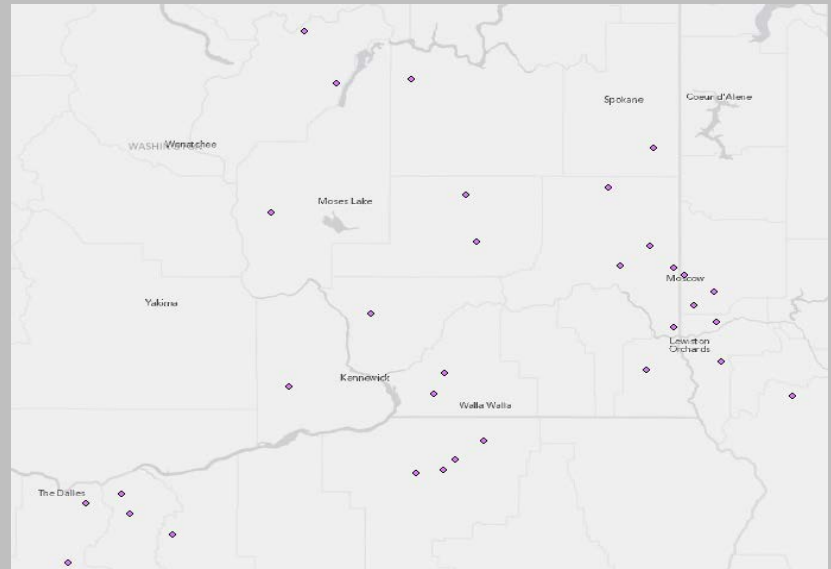 Spokane
Coeur d'Alene
WASHINGTON
Wenatchee
Moses Lake
Moscow
Yakima
Lewiston
Orchards
Kennewick
Walla Walla
The Dalles